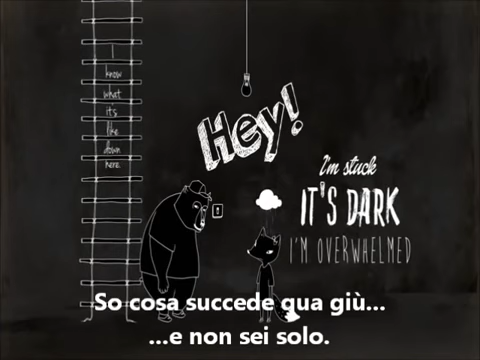 I
know
what
it's
like
down
here
Hey!
I'm stuck
IT'S DARK
I'M OVERWHELMED
So cosa succede qua giù...
...e non sei solo.